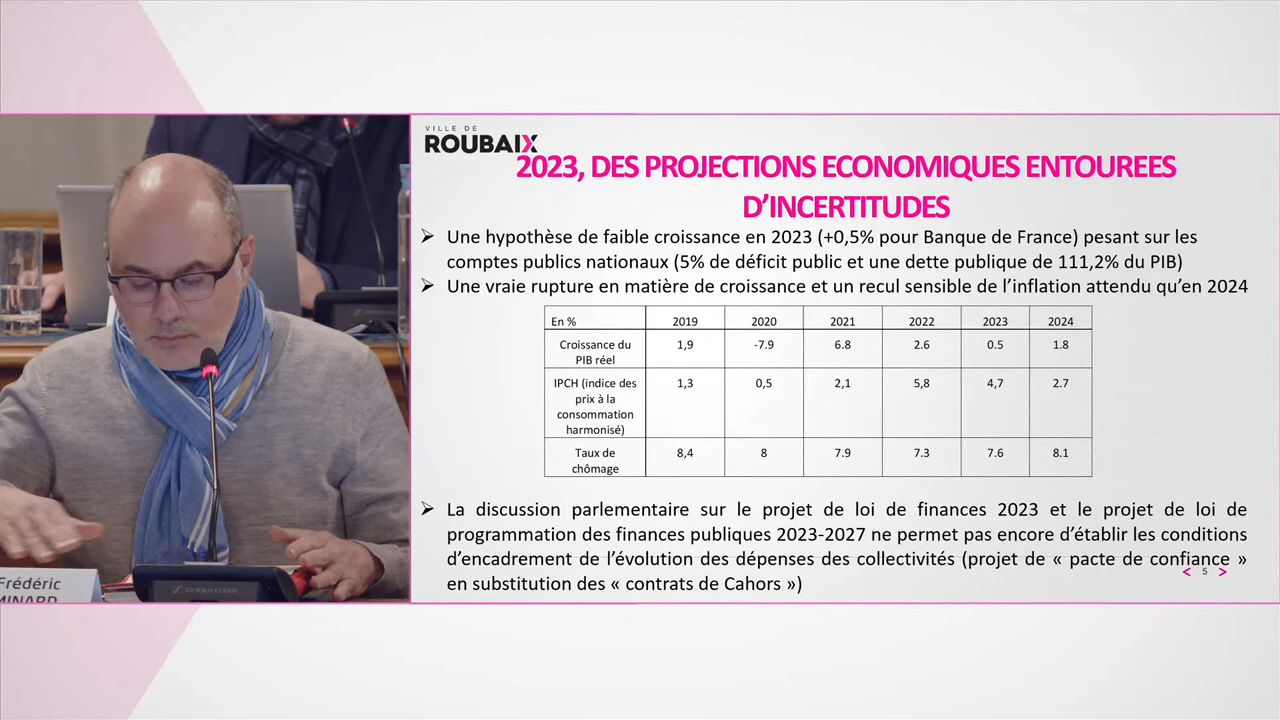 VILLE DE
ROUBAIX
2023, DES PROJECTIONS ECONOMIQUES ENTOUREES
D'INCERTITUDES
➢ Une hypothèse de faible croissance en 2023 (+0,5% pour Banque de France) pesant sur les
comptes publics nationaux (5% de déficit public et une dette publique de 111,2% du PIB)
➢ Une vraie rupture en matière de croissance et un recul sensible de l'inflation attendu qu'en 2024
En % 2019 2020 2021 2022 2023 2024
Croissance du 1,9 -7.9 6.8 2.6 0.5 1.8
PIB réel
IPCH (indice des 1,3 0,5 2,1 5,8 4,7 2.7
prix à la
consommation
harmonisé)
Taux de 8,4 8 7.9 7.3 7.6 8.1
chômage
➢ La discussion parlementaire sur le projet de loi de finances 2023 et le projet de loi de
programmation des finances publiques 2023-2027 ne permet pas encore d'établir les conditions
d'encadrement de l'évolution des dépenses des collectivités (projet de « pacte de confiance »
en substitution des « contrats de Cahors »)
< 5 >
Frédéric
MINARD
SENNHEISER